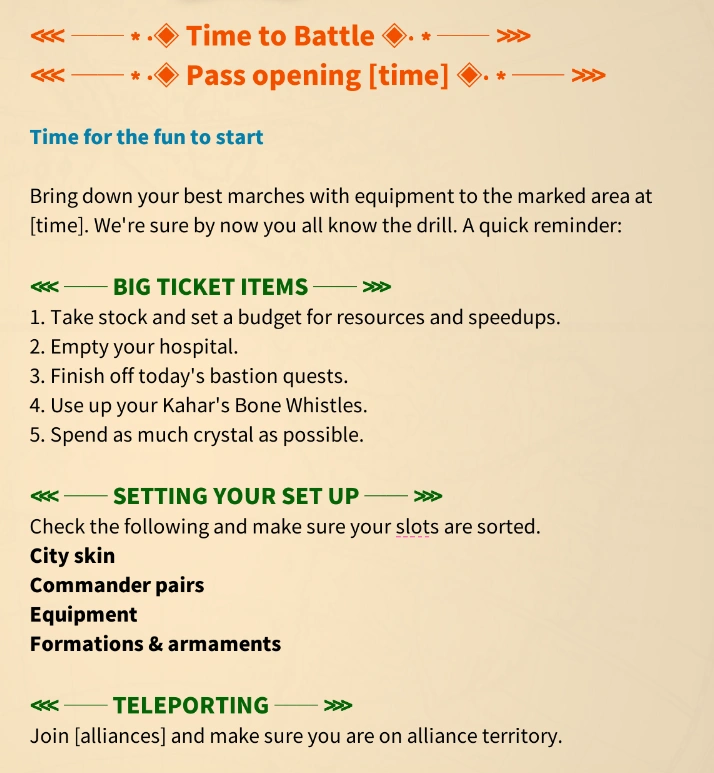 ⋘ ── * ·◈ Time to Battle ◈· * ── ⋙
⋘ ── * ·◈ Pass opening [time] ◈· * ── ⋙
Time for the fun to start
Bring down your best marches with equipment to the marked area at
[time]. We're sure by now you all know the drill. A quick reminder:
⋘ ── BIG TICKET ITEMS ── ⋙
1. Take stock and set a budget for resources and speedups.
2. Empty your hospital.
3. Finish off today's bastion quests.
4. Use up your Kahar's Bone Whistles.
5. Spend as much crystal as possible.
⋘ ── SETTING YOUR SET UP ── ⋙
Check the following and make sure your slots are sorted.
City skin
Commander pairs
Equipment
Formations & armaments
⋘ ── TELEPORTING ── ⋙
Join [alliances] and make sure you are on alliance territory.